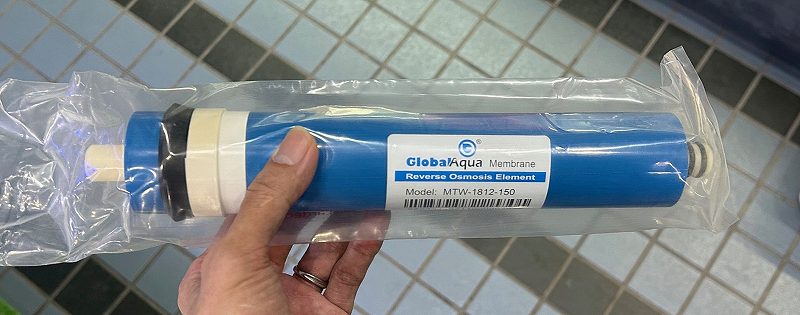 ®
GlobalAqua Membrane
Reverse Osmosis Element
Model: MTW-1812-150